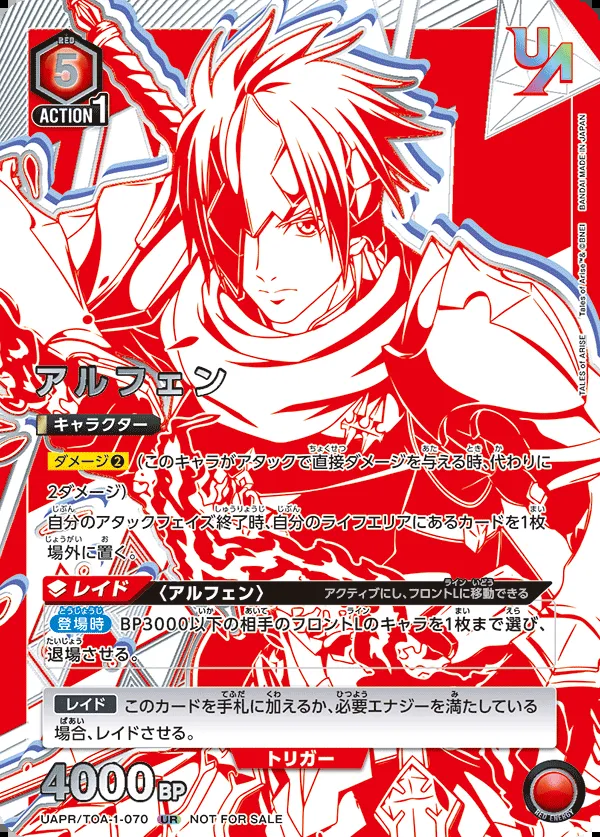 RED
5
ACTION 1
UA
BANDAI MADE IN JAPAN
TALES of ARISE Tales of Arise™& ©BNEI
アルフェン
キャラクター
ダメージ❷ (このキャラがアタックで直接ダメージを与える時、代わりに
2ダメージ)
自分のアタックフェイズ終了時、自分のライフエリアにあるカードを1枚
場外に置く。
レイド 〈アルフェン〉 アクティブにし、フロントLに移動できる
登場時 BP3000以下の相手のフロントLのキャラを1枚まで選び、
退場させる。
レイド このカードを手札に加えるか、必要エナジーを満たしている
場合、レイドさせる。
トリガー
4000BP
RED ENERGY
UAPR/TOA-1-070 UR NOT FOR SALE